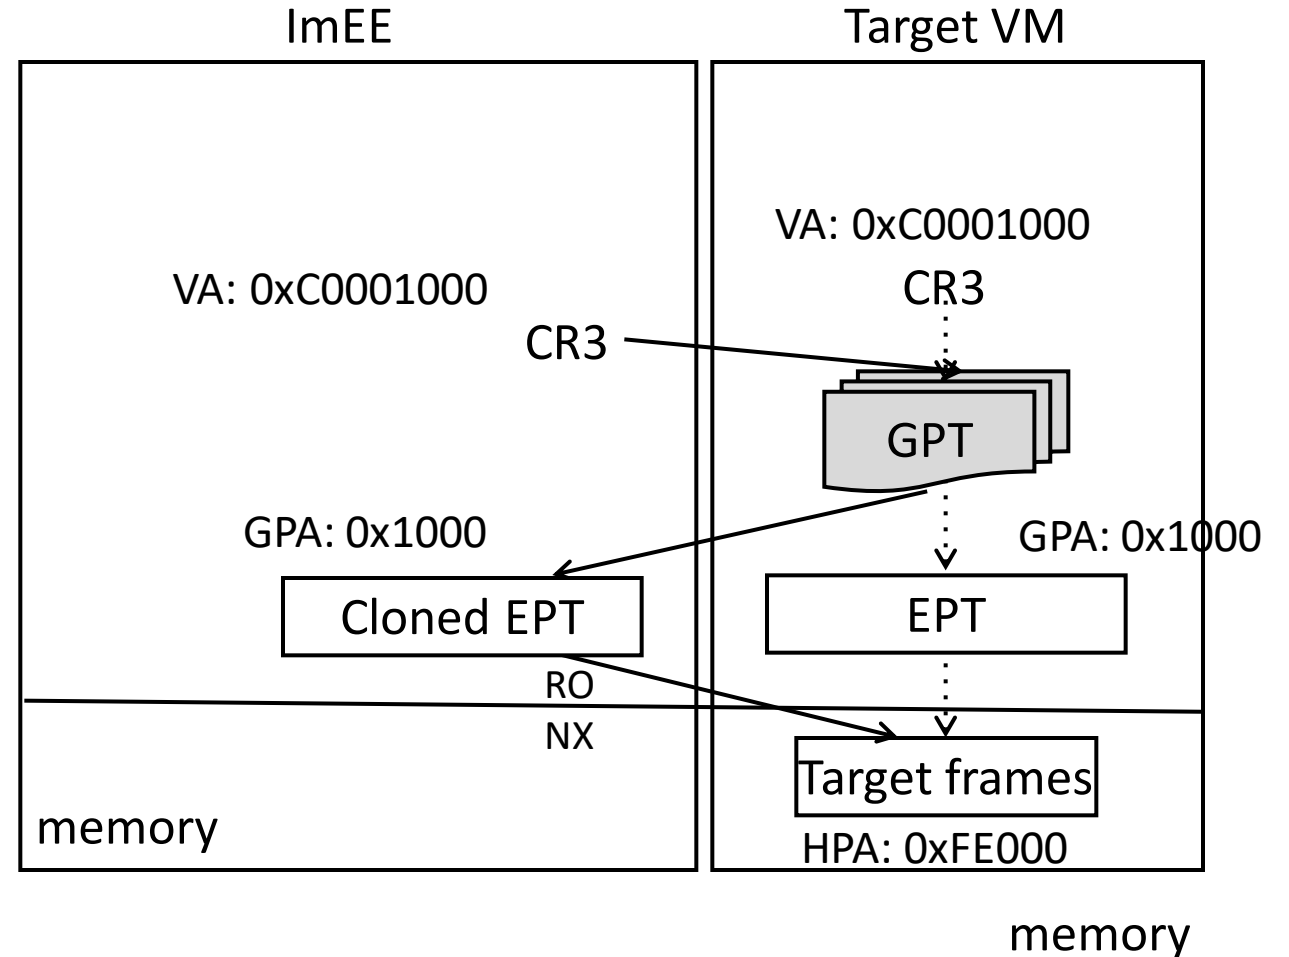 ImEE
Target VM
VA: 0xC0001000
CR3
VA: 0xC0001000
CR3
GPT
GPA: 0x1000
GPA: 0x1000
Cloned EPT
EPT
RO
NX
Target frames
memory
HPA: 0xFE000
memory